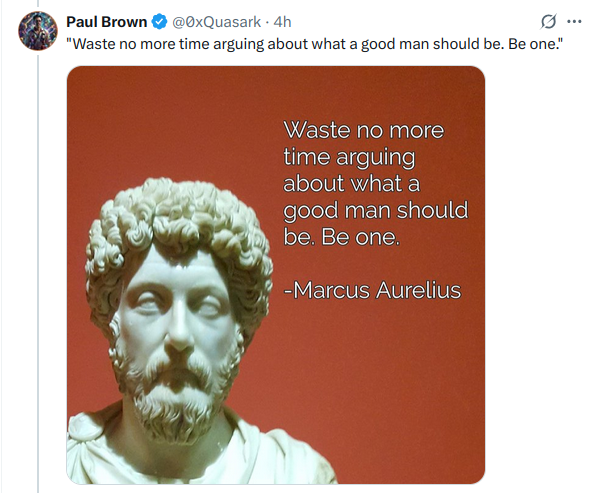 Paul Brown @0xQuasark · 4h
"Waste no more time arguing about what a good man should be. Be one."
Waste no more
time arguing
about what a
good man should
be. Be one.
-Marcus Aurelius